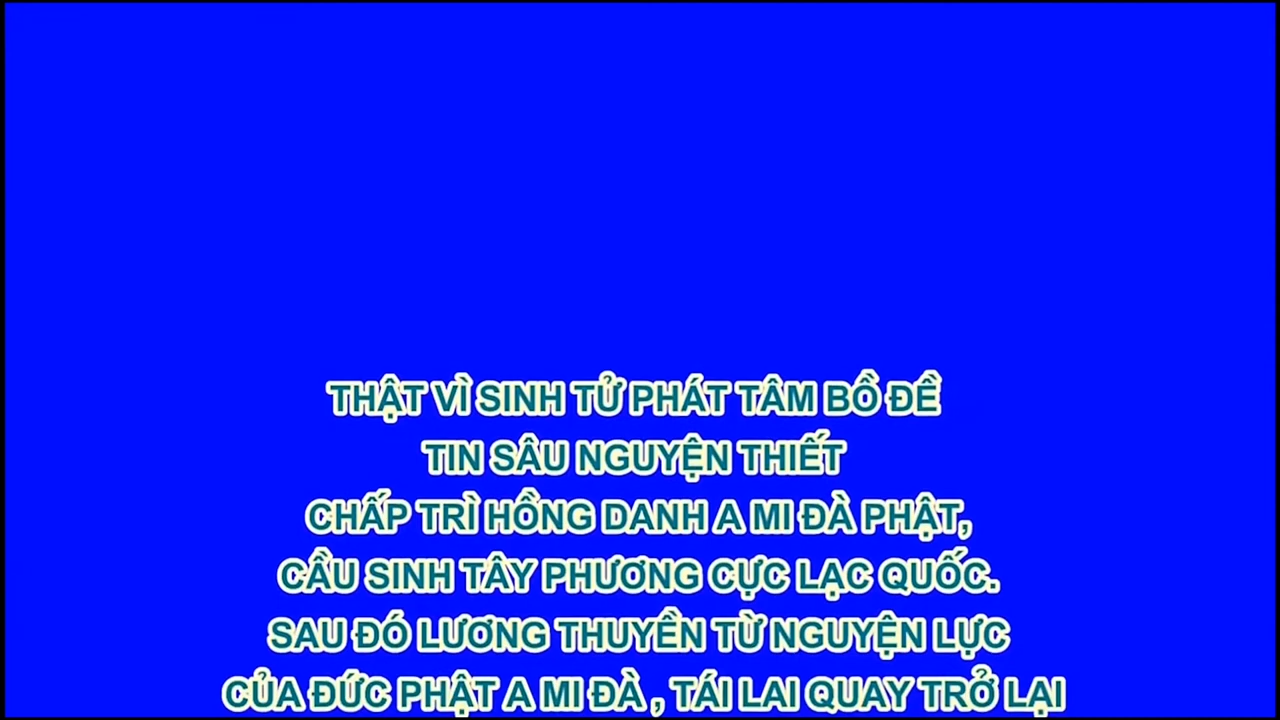 THẬT VÌ SINH TỬ PHÁT TÂM BỒ ĐỀ
TIN SÂU NGUYỆN THIẾT
CHẤP TRÌ HỒNG DANH A MI ĐÀ PHẬT,
CẦU SINH TÂY PHƯƠNG CỰC LẠC QUỐC.
SAU ĐÓ LƯƠNG THUYỀN TỪ NGUYỆN LỰC
CỦA ĐỨC PHẬT A MI ĐÀ , TÁI LAI QUAY TRỞ LẠI